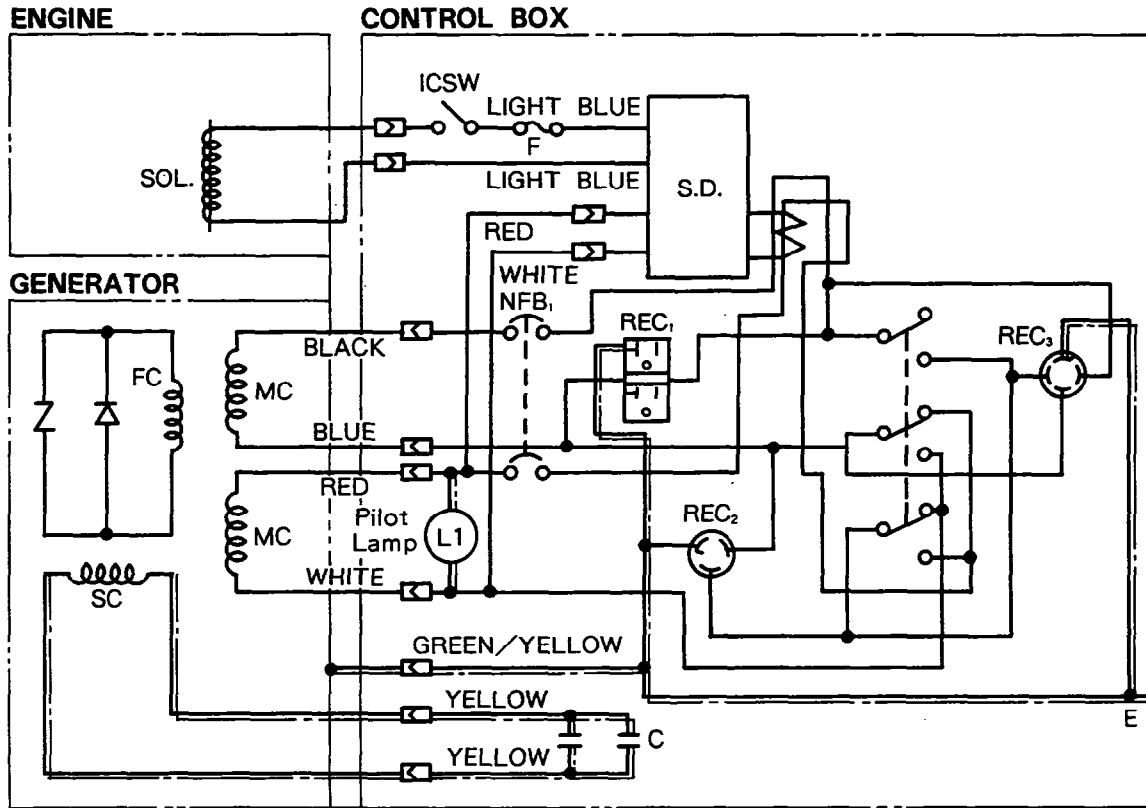 ENGINE
CONTROL BOX
ICSW
LIGHT BLUE
F
SOL.
LIGHT BLUE
S.D.
RED
WHITE
GENERATOR
NFB₁
REC₁
REC₃
BLACK
FC
MC
BLUE
RED
REC₂
Pilot
Lamp
L1
MC
WHITE
SC
GREEN/YELLOW
YELLOW
E
C
YELLOW